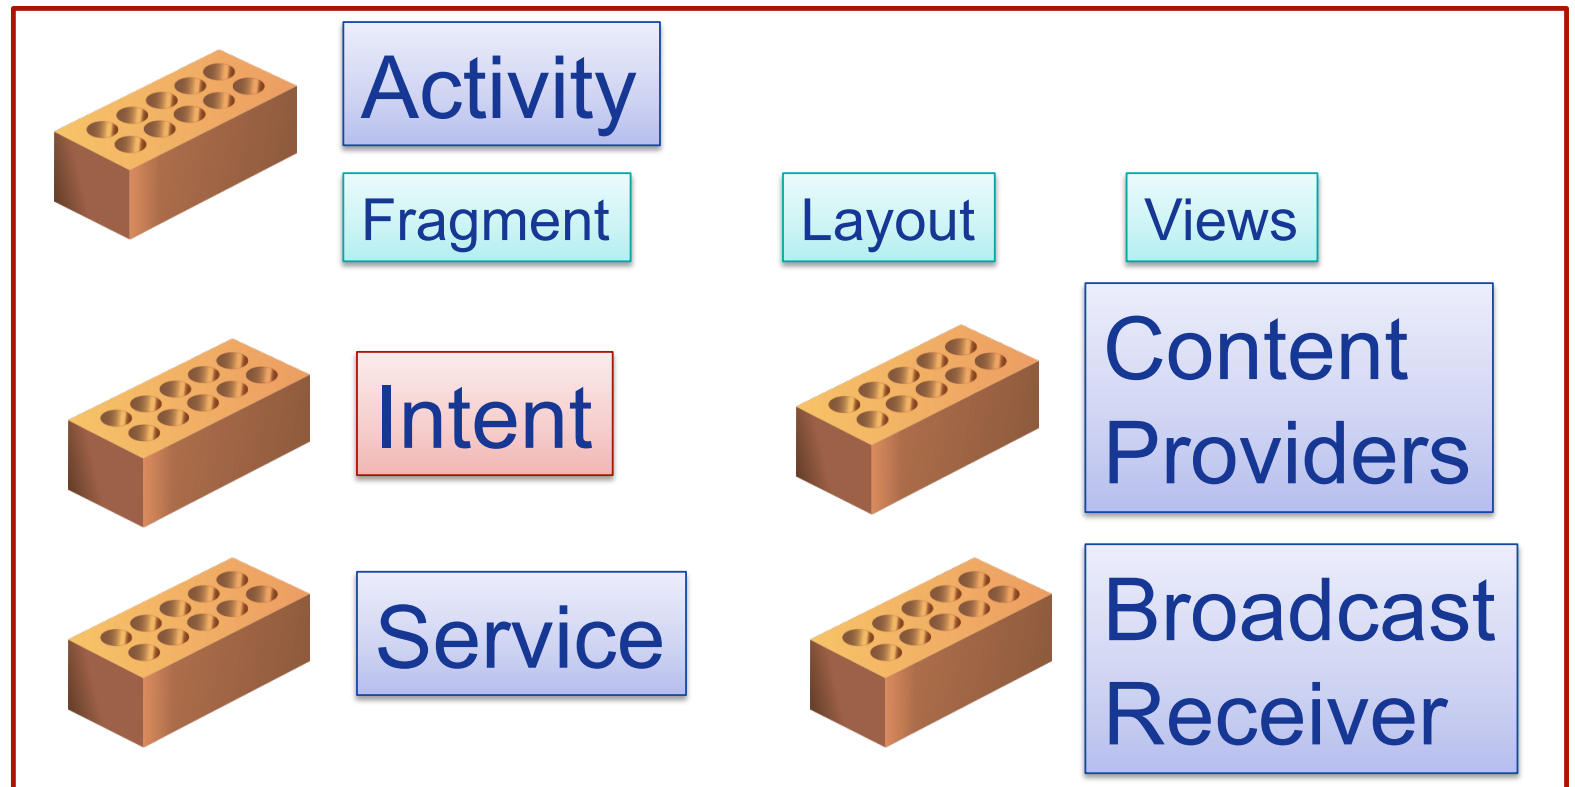 Activity
Fragment
Layout
Views
Intent
Content
Providers
Service
Broadcast
Receiver